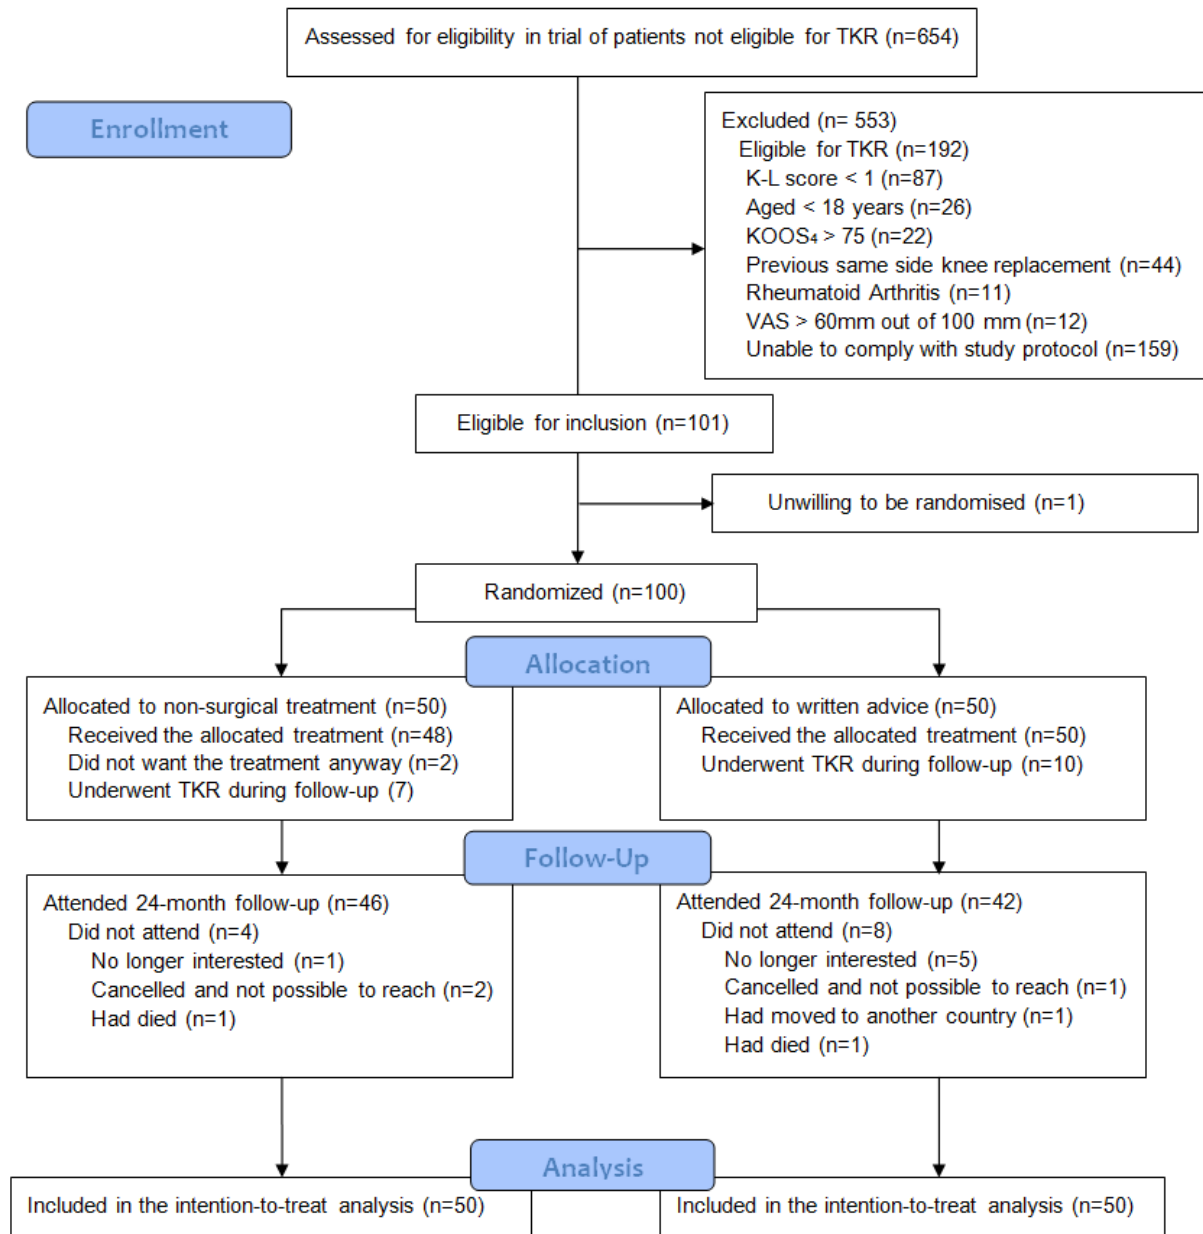 Assessed for eligibility in trial of patients not eligible for TKR (n=654)
Enrollment
Excluded (n= 553)
Eligible for TKR (n=192)
K-L score < 1 (n=87)
Aged < 18 years (n=26)
KOOS₄ > 75 (n=22)
Previous same side knee replacement (n=44)
Rheumatoid Arthritis (n=11)
VAS > 60mm out of 100 mm (n=12)
Unable to comply with study protocol (n=159)
Eligible for inclusion (n=101)
Unwilling to be randomised (n=1)
Randomized (n=100)
Allocation
Allocated to non-surgical treatment (n=50)
Received the allocated treatment (n=48)
Did not want the treatment anyway (n=2)
Underwent TKR during follow-up (7)
Allocated to written advice (n=50)
Received the allocated treatment (n=50)
Underwent TKR during follow-up (n=10)
Follow-Up
Attended 24-month follow-up (n=46)
Did not attend (n=4)
No longer interested (n=1)
Cancelled and not possible to reach (n=2)
Had died (n=1)
Attended 24-month follow-up (n=42)
Did not attend (n=8)
No longer interested (n=5)
Cancelled and not possible to reach (n=1)
Had moved to another country (n=1)
Had died (n=1)
Analysis
Included in the intention-to-treat analysis (n=50)
Included in the intention-to-treat analysis (n=50)